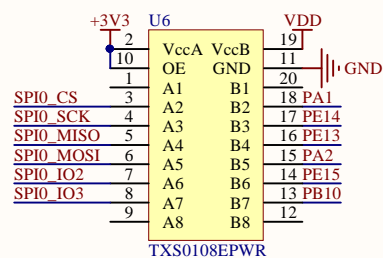 +3V3 U6 VDD
2 VccA VccB 19
10 OE GND 11 GND
1 A1 B1 20
SPI0_CS 3 A2 B2 18 PA1
SPI0_SCK 4 A3 B3 17 PE14
SPI0_MISO 5 A4 B4 16 PE13
SPI0_MOSI 6 A5 B5 15 PA2
SPI0_IO2 7 A6 B6 14 PE15
SPI0_IO3 8 A7 B7 13 PB10
9 A8 B8 12
TXS0108EPWR